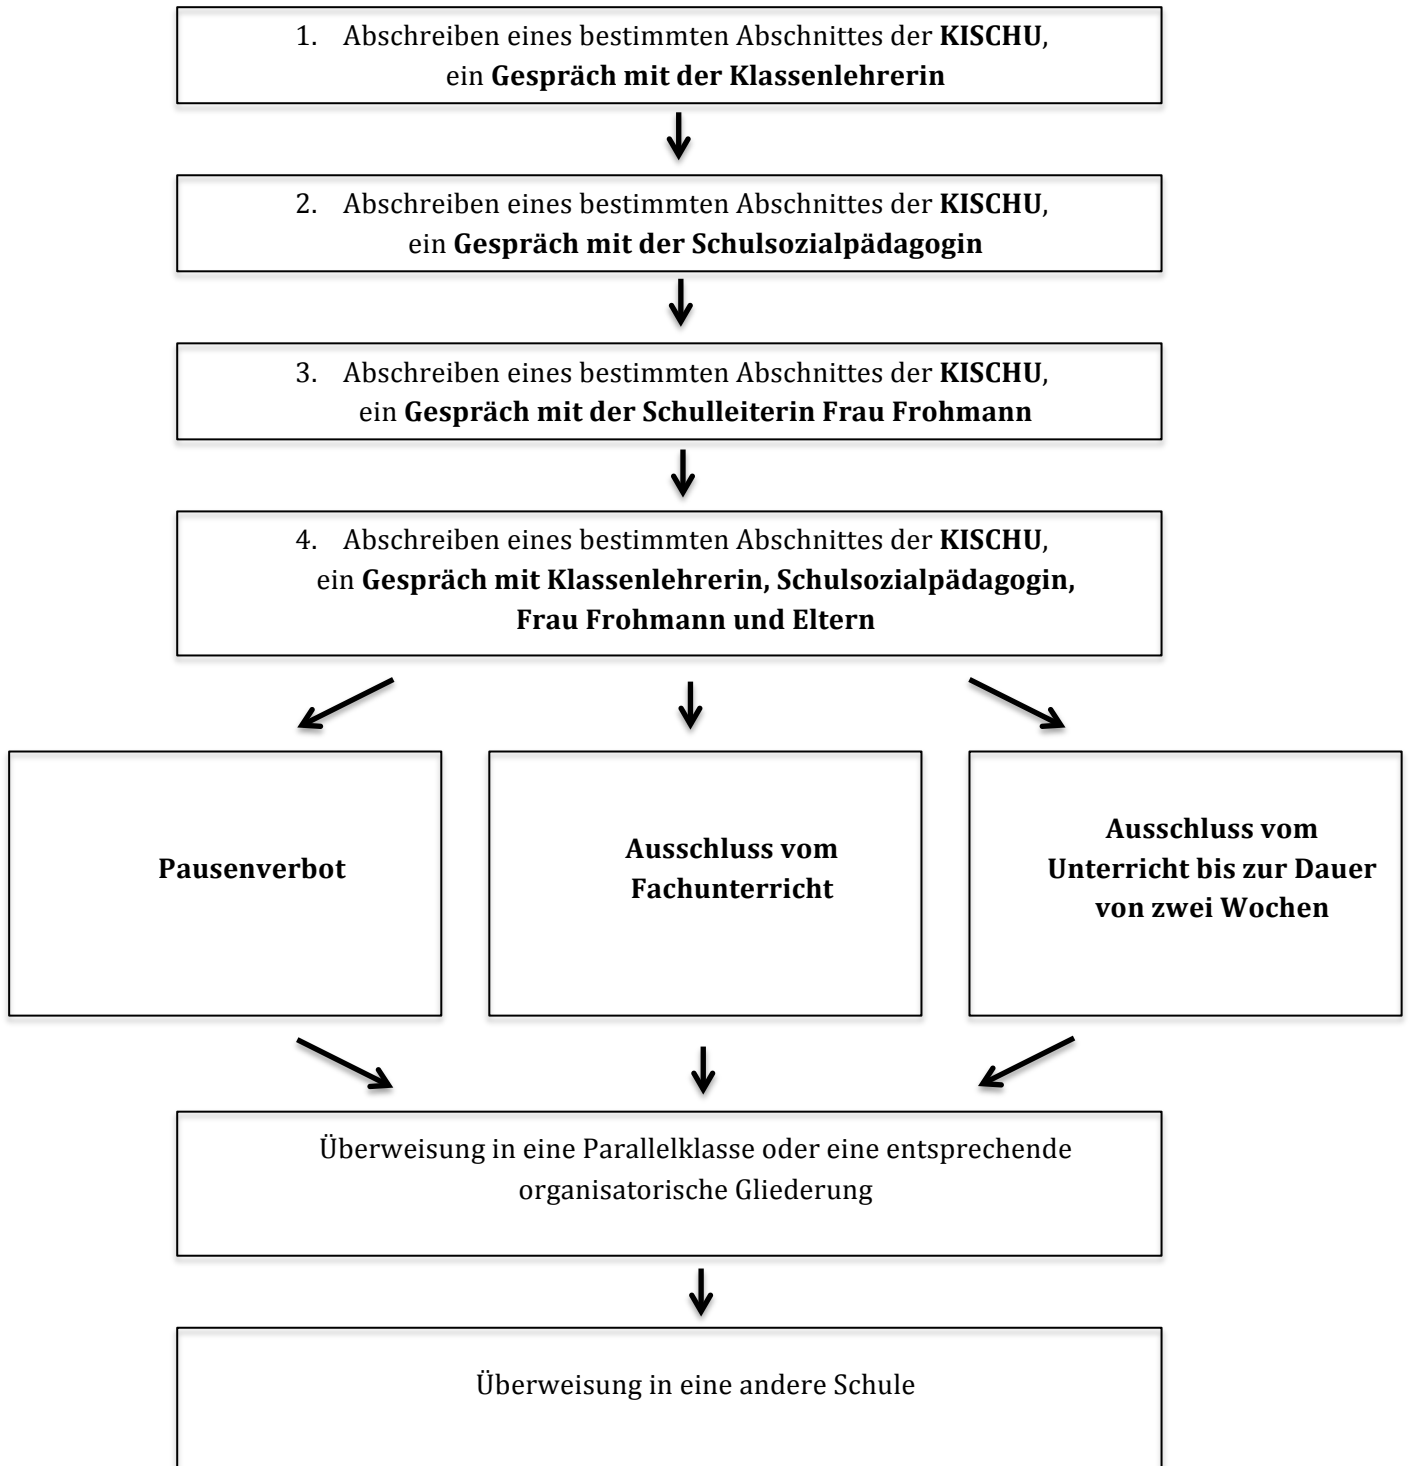 1. Abschreiben eines bestimmten Abschnittes der KISCHU,
ein Gespräch mit der Klassenlehrerin
2. Abschreiben eines bestimmten Abschnittes der KISCHU,
ein Gespräch mit der Schulsozialpädagogin
3. Abschreiben eines bestimmten Abschnittes der KISCHU,
ein Gespräch mit der Schulleiterin Frau Frohmann
4. Abschreiben eines bestimmten Abschnittes der KISCHU,
ein Gespräch mit Klassenlehrerin, Schulsozialpädagogin,
Frau Frohmann und Eltern
Pausenverbot
Ausschluss vom
Fachunterricht
Ausschluss vom
Unterricht bis zur Dauer
von zwei Wochen
Überweisung in eine Parallelklasse oder eine entsprechende
organisatorische Gliederung
Überweisung in eine andere Schule